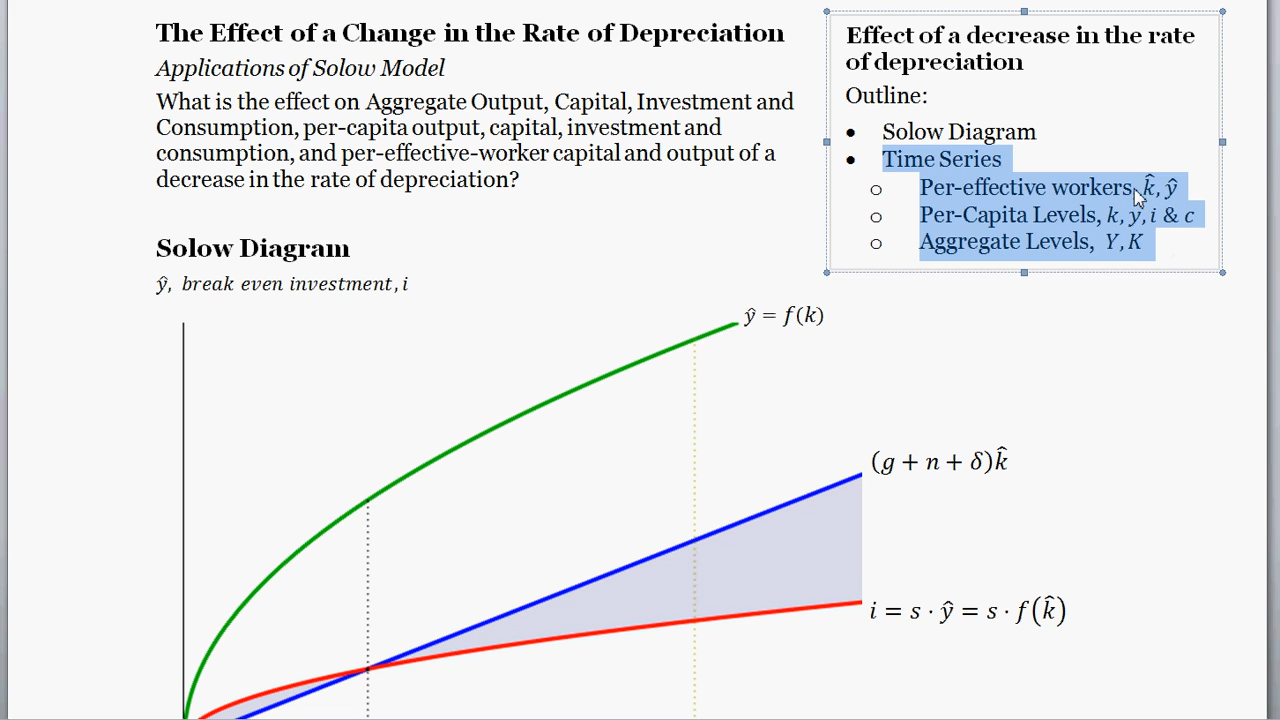 The Effect of a Change in the Rate of Depreciation
Applications of Solow Model
What is the effect on Aggregate Output, Capital, Investment and
Consumption, per-capita output, capital, investment and
consumption, and per-effective-worker capital and output of a
decrease in the rate of depreciation?
Effect of a decrease in the rate
of depreciation
Outline:
• Solow Diagram
• Time Series
o Per-effective workers, k̂, ŷ
o Per-Capita Levels, k, y, i & c
o Aggregate Levels, Y, K
Solow Diagram
ŷ, break even investment, i
ŷ = f(k)
(g + n + δ)k̂
i = s · ŷ = s · f(k̂)